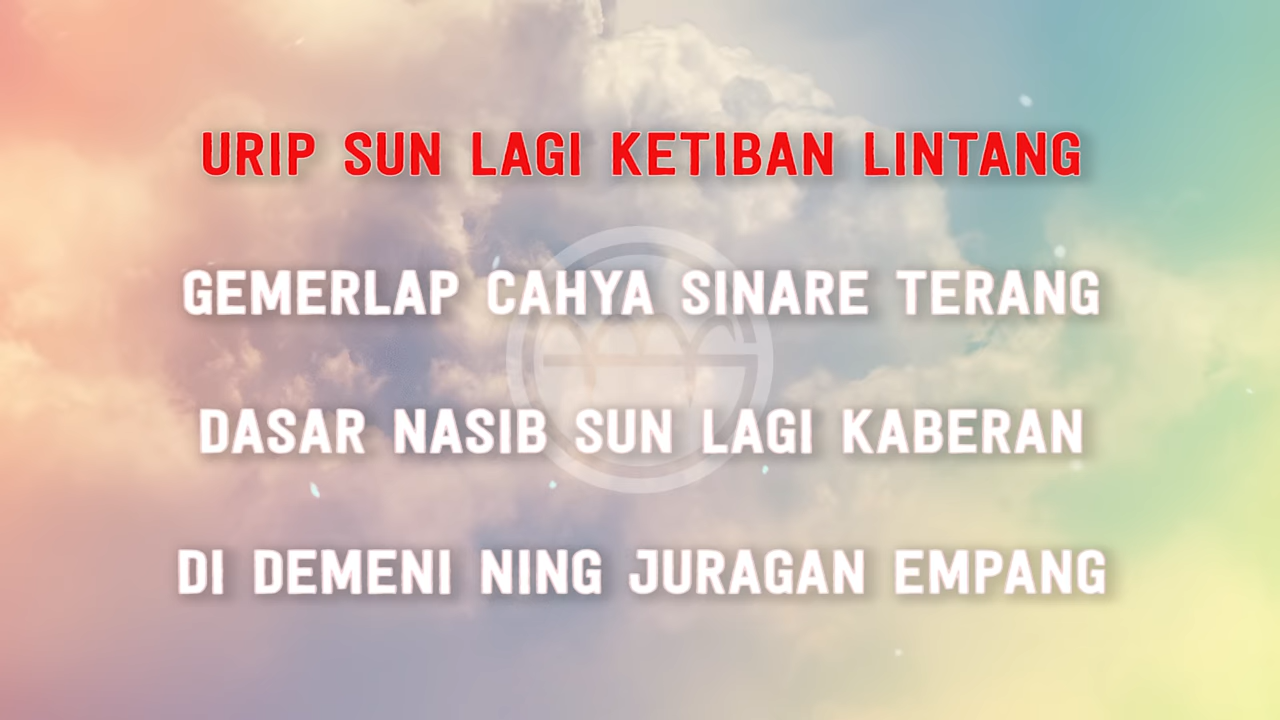 URIP SUN LAGI KETIBAN LINTANG
GEMERLAP CAHYA SINARE TERANG
DASAR NASIB SUN LAGI KABERAN
DI DEMENI NING JURAGAN EMPANG